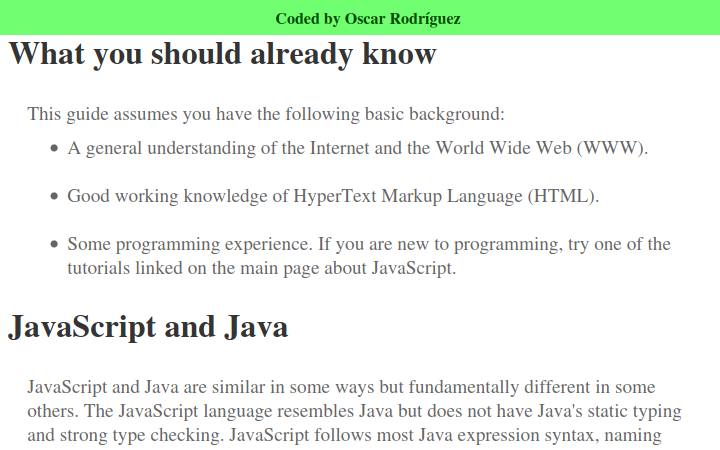 Coded by Oscar Rodríguez
What you should already know
This guide assumes you have the following basic background:
A general understanding of the Internet and the World Wide Web (WWW).
Good working knowledge of HyperText Markup Language (HTML).
Some programming experience. If you are new to programming, try one of the
tutorials linked on the main page about JavaScript.
JavaScript and Java
JavaScript and Java are similar in some ways but fundamentally different in some
others. The JavaScript language resembles Java but does not have Java's static typing
and strong type checking. JavaScript follows most Java expression syntax, naming